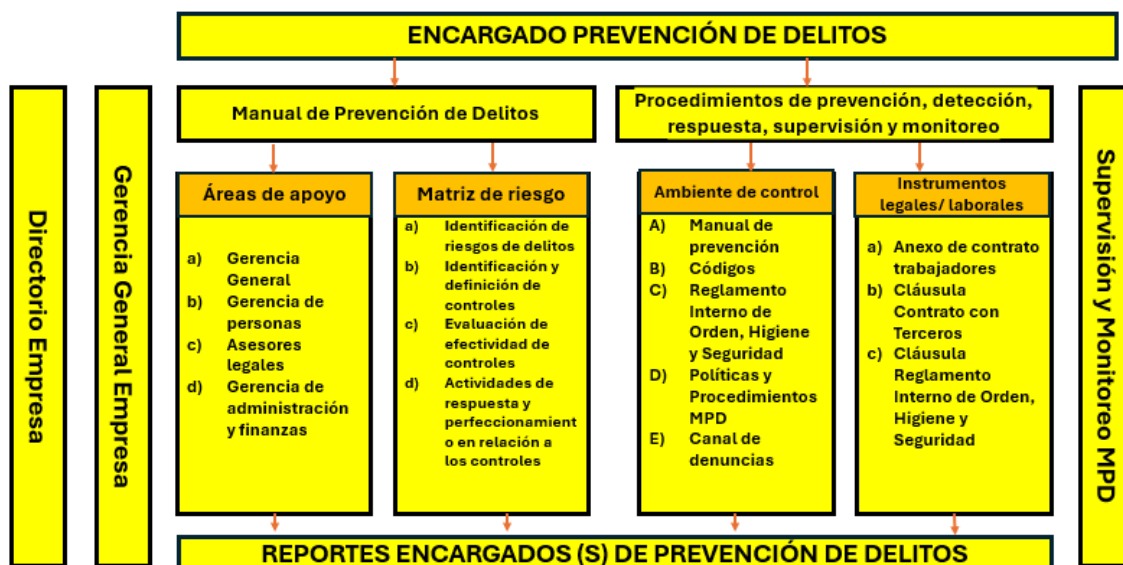 ENCARGADO PREVENCIÓN DE DELITOS
Directorio Empresa
Gerencia General Empresa
Manual de Prevención de Delitos
Procedimientos de prevención, detección,
respuesta, supervisión y monitoreo
Áreas de apoyo
a) Gerencia
General
b) Gerencia de
personas
c) Asesores
legales
d) Gerencia de
administración
y finanzas
Matriz de riesgo
a) Identificación de
riesgos de delitos
b) Identificación y
definición de
controles
c) Evaluación de
efectividad de
controles
d) Actividades de
respuesta y
perfeccionamient
o en relación a
los controles
Ambiente de control
A) Manual de
prevención
B) Códigos
C) Reglamento
Interno de
Orden, Higiene
y Seguridad
D) Políticas y
Procedimientos
MPD
E) Canal de
denuncias
Instrumentos
legales/ laborales
a) Anexo de contrato
trabajadores
b) Cláusula
Contrato con
Terceros
c) Cláusula
Reglamento
Interno de Orden,
Higiene y
Seguridad
Supervisión y Monitoreo MPD
REPORTES ENCARGADOS (S) DE PREVENCIÓN DE DELITOS